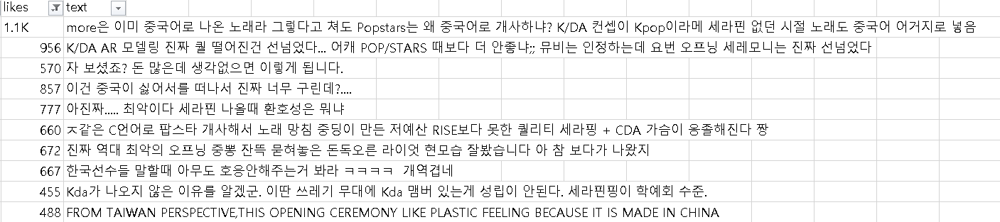 likes text
1.1K more은 이미 중국어로 나온 노래라 그렇다고 쳐도 Popstars는 왜 중국어로 개사하냐? K/DA 컨셉이 Kpop이라메 세라핀 없던 시절 노래도 중국어 어거지로 넣음
956 K/DA AR 모델링 진짜 퀄 떨어진건 선넘었다... 어캐 POP/STARS 때보다 더 안좋냐;; 뮤비는 인정하는데 요번 오프닝 세레모니는 진짜 선넘었다
570 자 보셨죠? 돈 많은데 생각없으면 이렇게 됩니다.
857 이건 중국이 싫어서를 떠나서 진짜 너무 구린데?....
777 아진짜..... 최악이다 세라핀 나올때 환호성은 뭐냐
660 ㅈ같은 C언어로 팝스타 개사해서 노래 망침 중딩이 만든 저예산 RISE보다 못한 퀄리티 세라핑 + CDA 가슴이 옹졸해진다 짱
672 진짜 역대 최악의 오프닝 중뽕 잔뜩 묻혀놓은 돈독오른 라이엇 현모습 잘봤습니다 아 참 보다가 나왔지
667 한국선수들 말할때 아무도 호응안해주는거 봐라 ㅋㅋㅋㅋ 개역겹네
455 Kda가 나오지 않은 이유를 알겠군. 이딴 쓰레기 무대에 Kda 맴버 있는게 성립이 안된다. 세라핀핑이 학예회 수준.
488 FROM TAIWAN PERSPECTIVE,THIS OPENING CEREMONY LIKE PLASTIC FEELING BECAUSE IT IS MADE IN CHINA